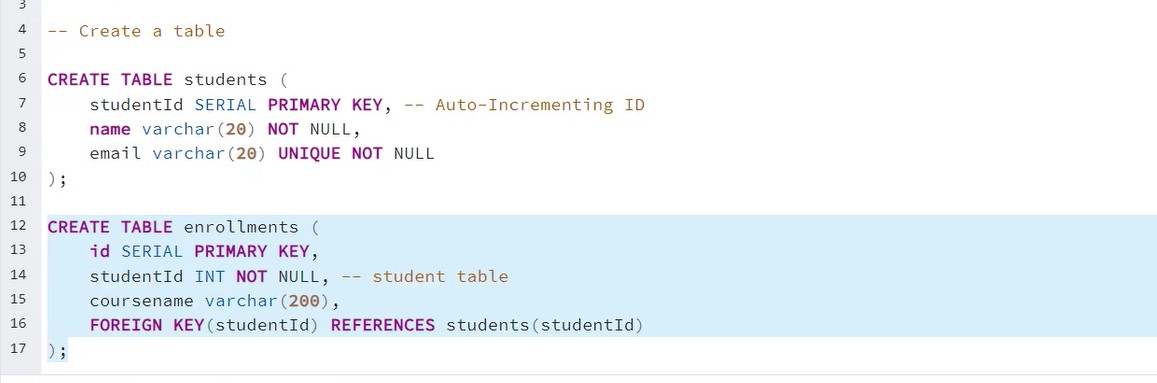 3
4 -- Create a table
5
6 CREATE TABLE students (
7     studentId SERIAL PRIMARY KEY, -- Auto-Incrementing ID
8     name varchar(20) NOT NULL,
9     email varchar(20) UNIQUE NOT NULL
10 );
11
12 CREATE TABLE enrollments (
13     id SERIAL PRIMARY KEY,
14     studentId INT NOT NULL, -- student table
15     coursename varchar(200),
16     FOREIGN KEY(studentId) REFERENCES students(studentId)
17 );